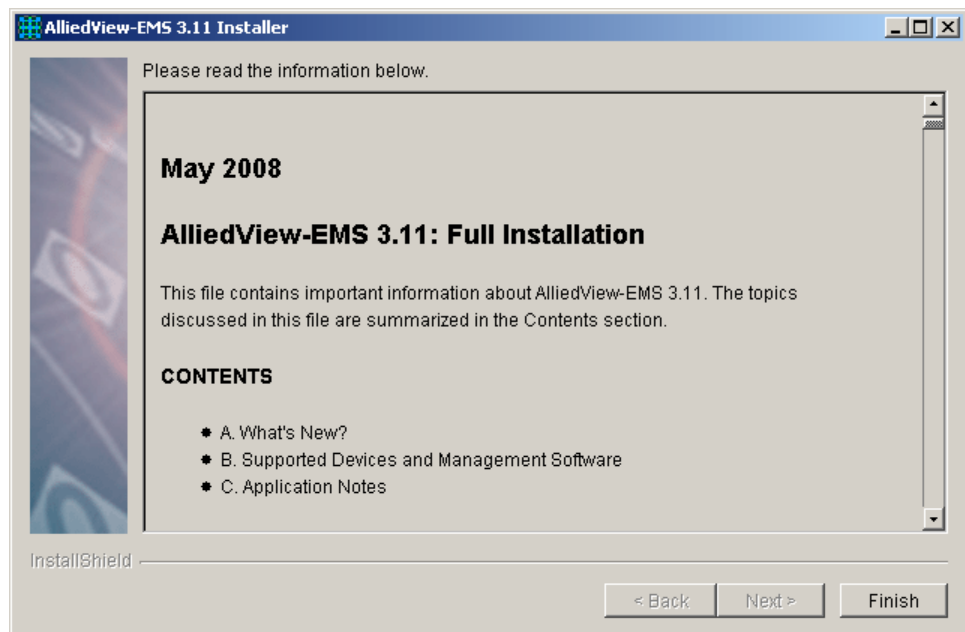 AlliedView-EMS 3.11 Installer
Please read the information below.
May 2008
AlliedView-EMS 3.11: Full Installation
This file contains important information about AlliedView-EMS 3.11. The topics
discussed in this file are summarized in the Contents section.
CONTENTS
A. What's New?
B. Supported Devices and Management Software
C. Application Notes
InstallShield
< Back Next > Finish